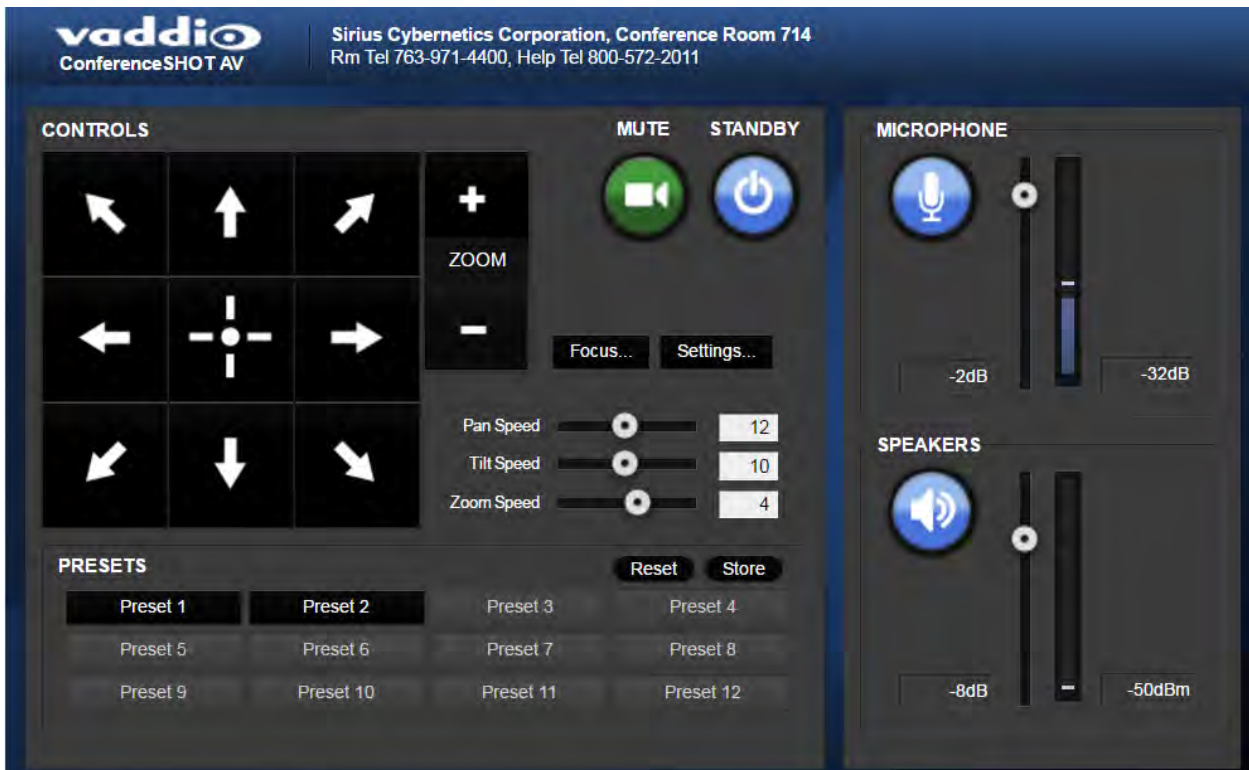 vaddio
ConferenceSHOT AV
Sirius Cybernetics Corporation, Conference Room 714
Rm Tel 763-971-4400, Help Tel 800-572-2011
CONTROLS
MUTE STANDBY
+
ZOOM
-
Focus... Settings...
Pan Speed 12
Tilt Speed 10
Zoom Speed 4
PRESETS
Reset Store
Preset 1 Preset 2 Preset 3 Preset 4
Preset 5 Preset 6 Preset 7 Preset 8
Preset 9 Preset 10 Preset 11 Preset 12
MICROPHONE
-2dB -32dB
SPEAKERS
-8dB -50dBm